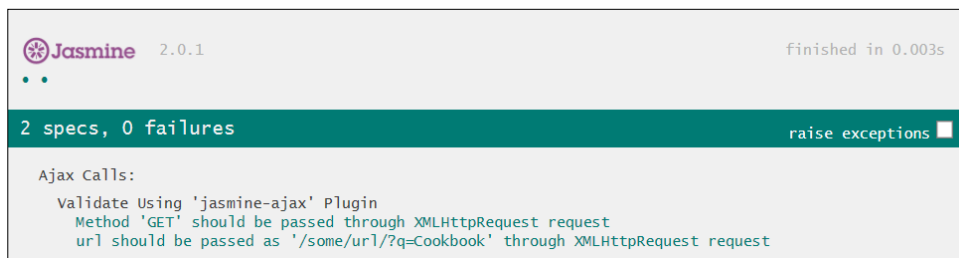 Jasmine 2.0.1 finished in 0.003s
2 specs, 0 failures raise exceptions
Ajax Calls:
Validate Using 'jasmine-ajax' Plugin
Method 'GET' should be passed through XMLHttpRequest request
url should be passed as '/some/url/?q=Cookbook' through XMLHttpRequest request